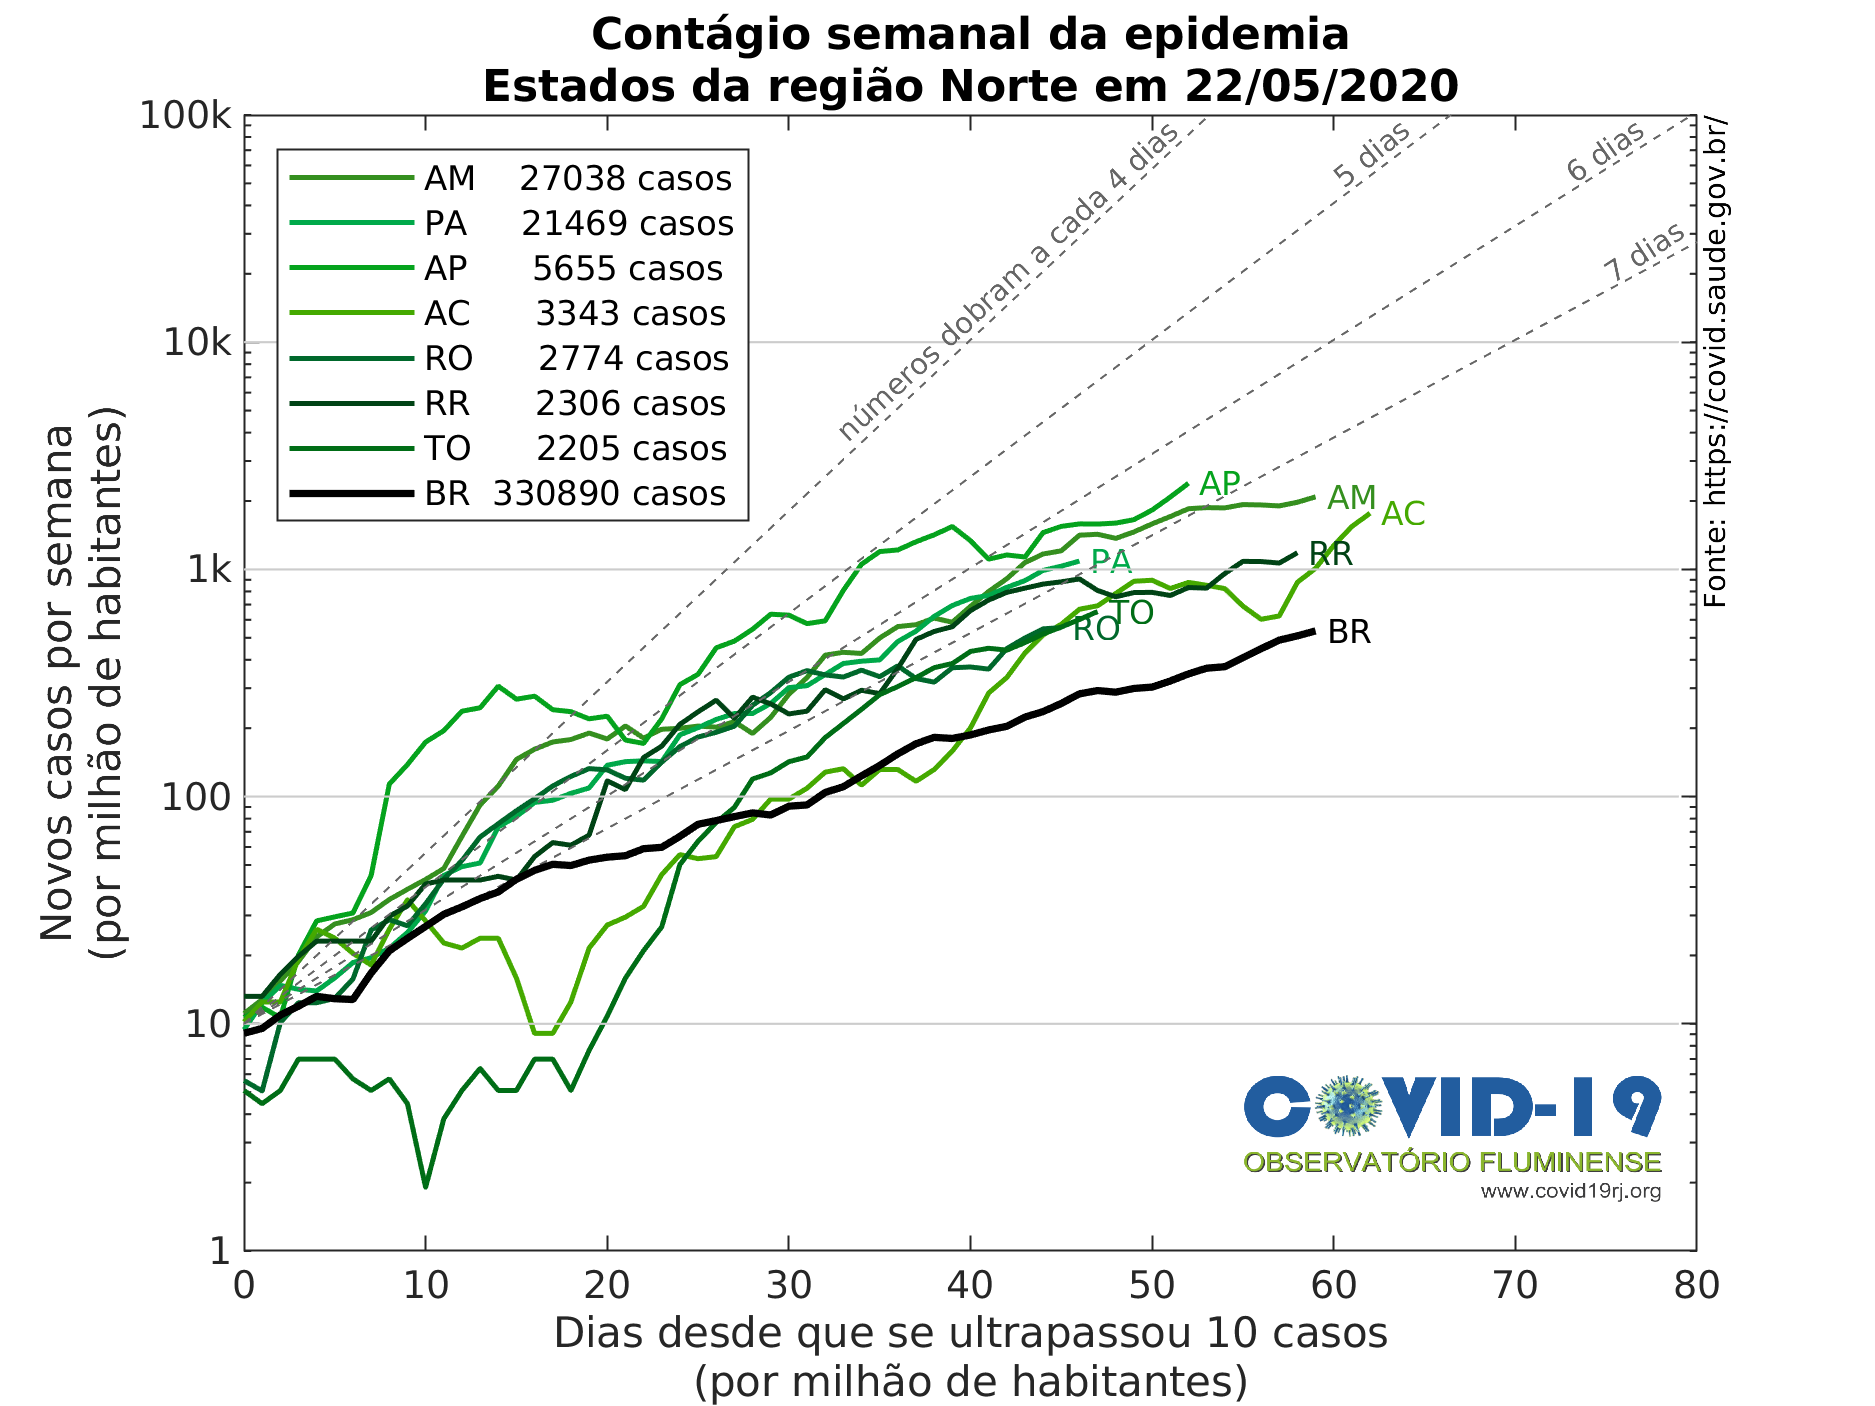 Contágio semanal da epidemia
Estados da região Norte em 22/05/2020
100k
10k
1k
100
10
1
Novos casos por semana
(por milhão de habitantes)
AM 27038 casos
PA 21469 casos
AP 5655 casos
AC 3343 casos
RO 2774 casos
RR 2306 casos
TO 2205 casos
BR 330890 casos
números dobram a cada 4 dias
5 dias
6 dias
7 dias
AP
AM
AC
RR
PA
TO
RO
BR
Fonte: https://covid.saude.gov.br/
COVID-19
OBSERVATÓRIO FLUMINENSE
www.covid19rj.org
0 10 20 30 40 50 60 70 80
Dias desde que se ultrapassou 10 casos
(por milhão de habitantes)